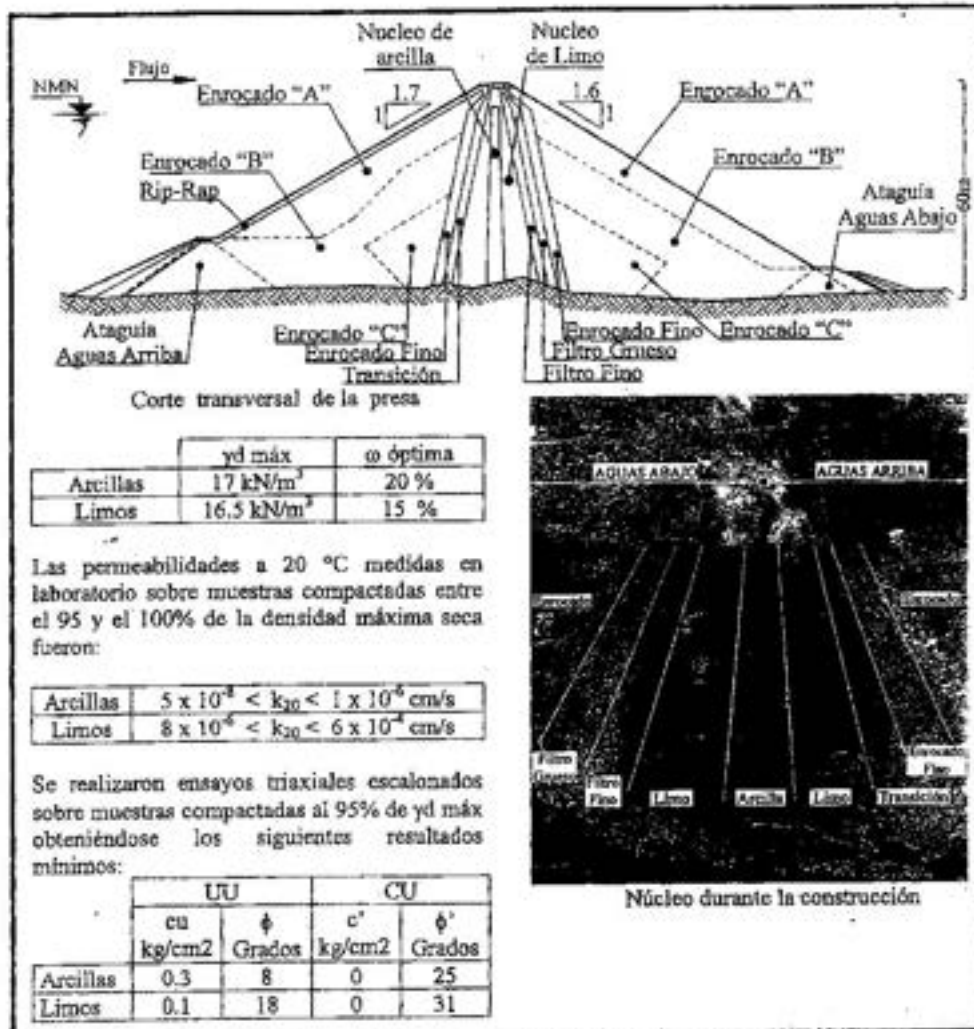 Nucleo de
arcilla
Nucleo
de Limo
NMN
Flujo
Enrocado "A"
1.7
1
1.6
1
Enrocado "A"
Enrocado "B"
Rip-Rap
Enrocado "B"
Ataguía
Aguas Abajo
60m
Ataguía
Aguas Arriba
Enrocado "C"
Enrocado Fino
Transición
Enrocado Fino
Filtro Grueso
Filtro Fino
Enrocado "C"
Corte transversal de la presa
γd máx ω óptima
Arcillas 17 kN/m³ 20 %
Limos 16.5 kN/m³ 15 %
Las permeabilidades a 20 °C medidas en
laboratorio sobre muestras compactadas entre
el 95 y el 100% de la densidad máxima seca
fueron:
Arcillas 5 x 10⁻⁸ < k₂₀ < 1 x 10⁻⁶ cm/s
Limos 8 x 10⁻⁶ < k₂₀ < 6 x 10⁻⁴ cm/s
Se realizaron ensayos triaxiales escalonados
sobre muestras compactadas al 95% de γd máx
obteniéndose los siguientes resultados
mínimos:
UU CU
cu kg/cm2 ϕ Grados c' kg/cm2 ϕ' Grados
Arcillas 0.3 8 0 25
Limos 0.1 18 0 31
AGUAS ABAJO
AGUAS ARRIBA
Enrocado
Enrocado
Filtro
Grueso
Filtro
Fino
Limo
Arcilla
Limo
Transición
Enrocado
Fino
Núcleo durante la construcción